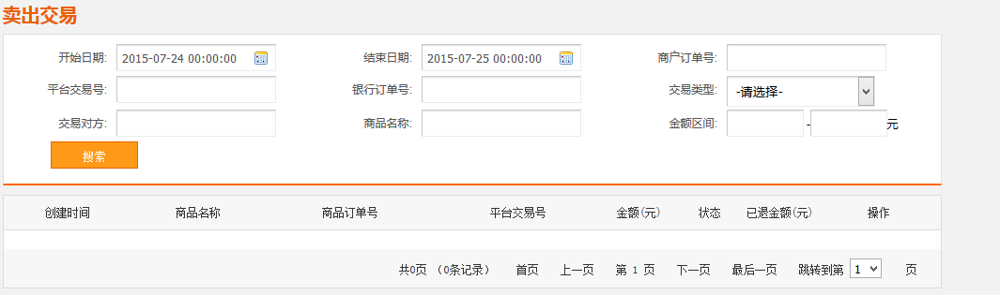 卖出交易
开始日期: 2015-07-24 00:00:00 结束日期: 2015-07-25 00:00:00 商户订单号:
平台交易号: 银行订单号: 交易类型: -请选择-
交易对方: 商品名称: 金额区间: - 元
搜索
创建时间 商品名称 商品订单号 平台交易号 金额(元) 状态 已退金额(元) 操作
共0页 （0条记录） 首页 上一页 第 1 页 下一页 最后一页 跳转到第 1 页